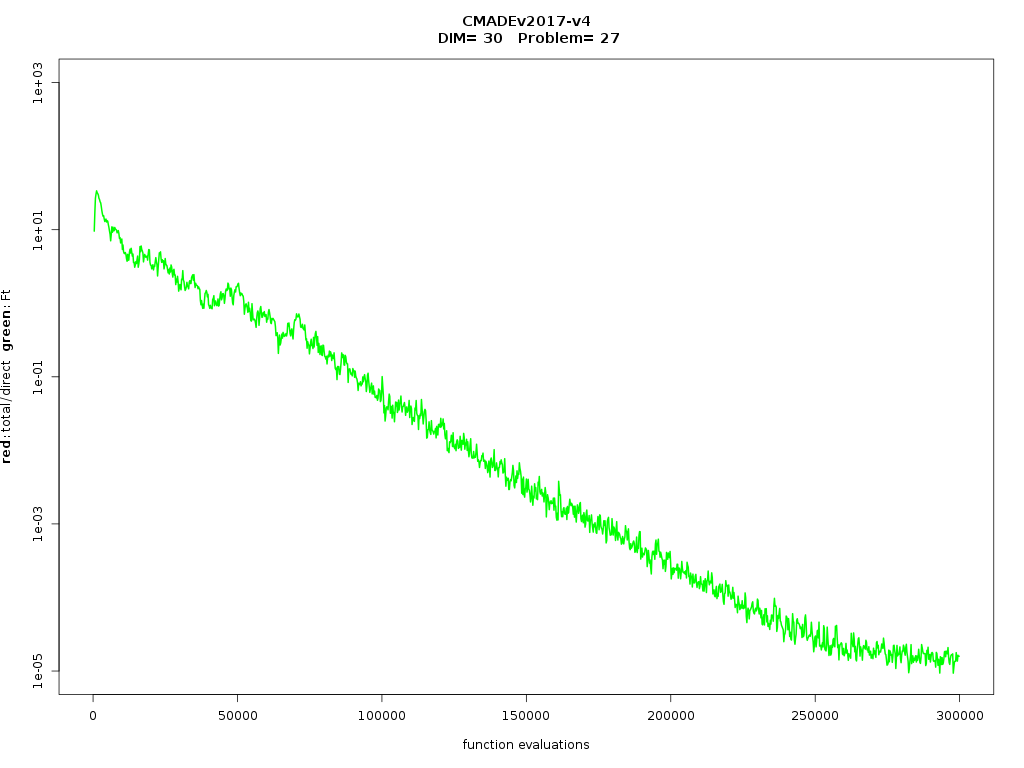 CMADEv2017-v4
DIM= 30 Problem= 27
1e+03
1e+01
1e-01
1e-03
1e-05
red: total/direct green: Ft
0 50000 100000 150000 200000 250000 300000
function evaluations